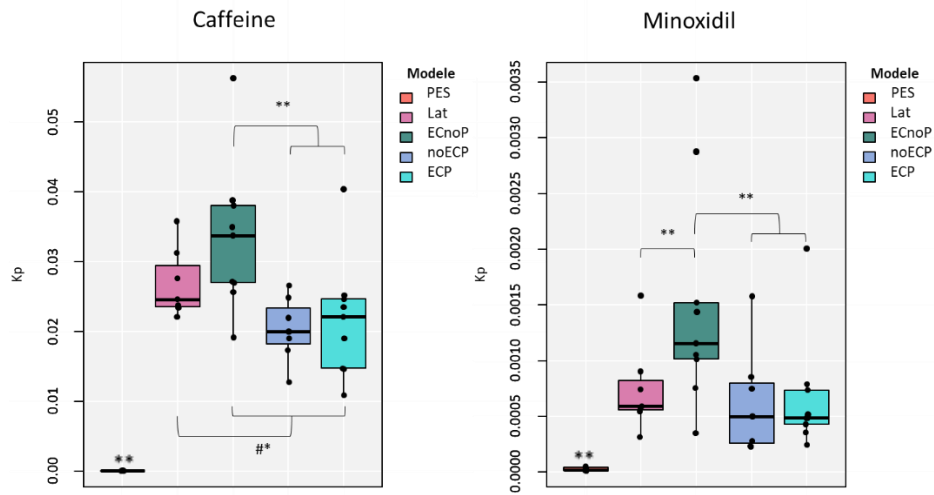 Caffeine
Minoxidil
Kp
0.05
0.04
0.03
0.02
0.01
0.00
**
**
#*
Modele
PES
Lat
ECnoP
noECP
ECP
Kp
0.0035
0.0030
0.0025
0.0020
0.0015
0.0010
0.0005
0.0000
**
**
**
Modele
PES
Lat
ECnoP
noECP
ECP